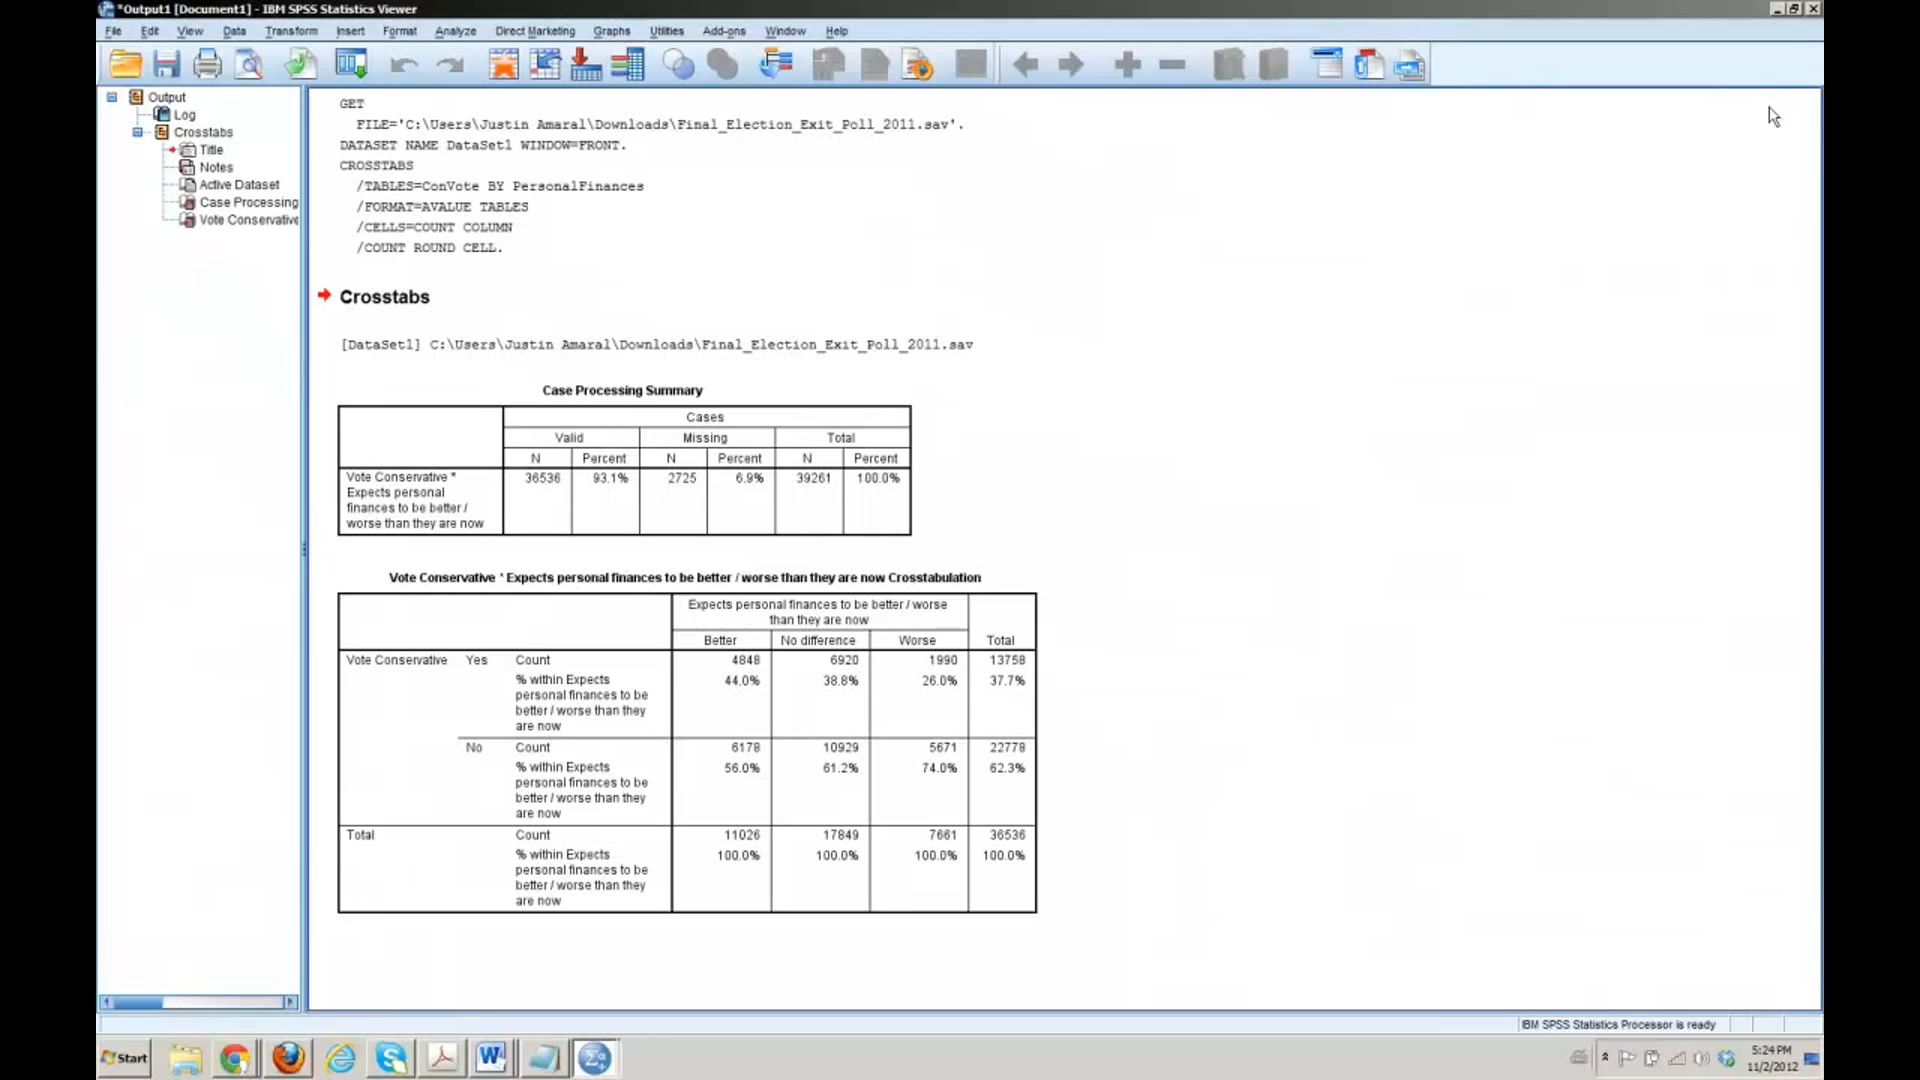 *Output1 [Document1] - IBM SPSS Statistics Viewer
File Edit View Data Transform Insert Format Analyze Direct Marketing Graphs Utilities Add-ons Window Help
Output
Log
Crosstabs
Title
Notes
Active Dataset
Case Processing
Vote Conservative
GET
FILE='C:\Users\Justin Amaral\Downloads\Final_Election_Exit_Poll_2011.sav'.
DATASET NAME DataSet1 WINDOW=FRONT.
CROSSTABS
/TABLES=ConVote BY PersonalFinances
/FORMAT=AVALUE TABLES
/CELLS=COUNT COLUMN
/COUNT ROUND CELL.
Crosstabs
[DataSet1] C:\Users\Justin Amaral\Downloads\Final_Election_Exit_Poll_2011.sav
Case Processing Summary
Cases
Valid Missing Total
N Percent N Percent N Percent
Vote Conservative * 36536 93.1% 2725 6.9% 39261 100.0%
Expects personal
finances to be better /
worse than they are now
Vote Conservative * Expects personal finances to be better / worse than they are now Crosstabulation
Expects personal finances to be better / worse
than they are now
Better No difference Worse Total
Vote Conservative Yes Count 4848 6920 1990 13758
% within Expects 44.0% 38.8% 26.0% 37.7%
personal finances to be
better / worse than they
are now
No Count 6178 10929 5671 22778
% within Expects 56.0% 61.2% 74.0% 62.3%
personal finances to be
better / worse than they
are now
Total Count 11026 17849 7661 36536
% within Expects 100.0% 100.0% 100.0% 100.0%
personal finances to be
better / worse than they
are now
IBM SPSS Statistics Processor is ready
Start
5:24 PM
11/2/2012